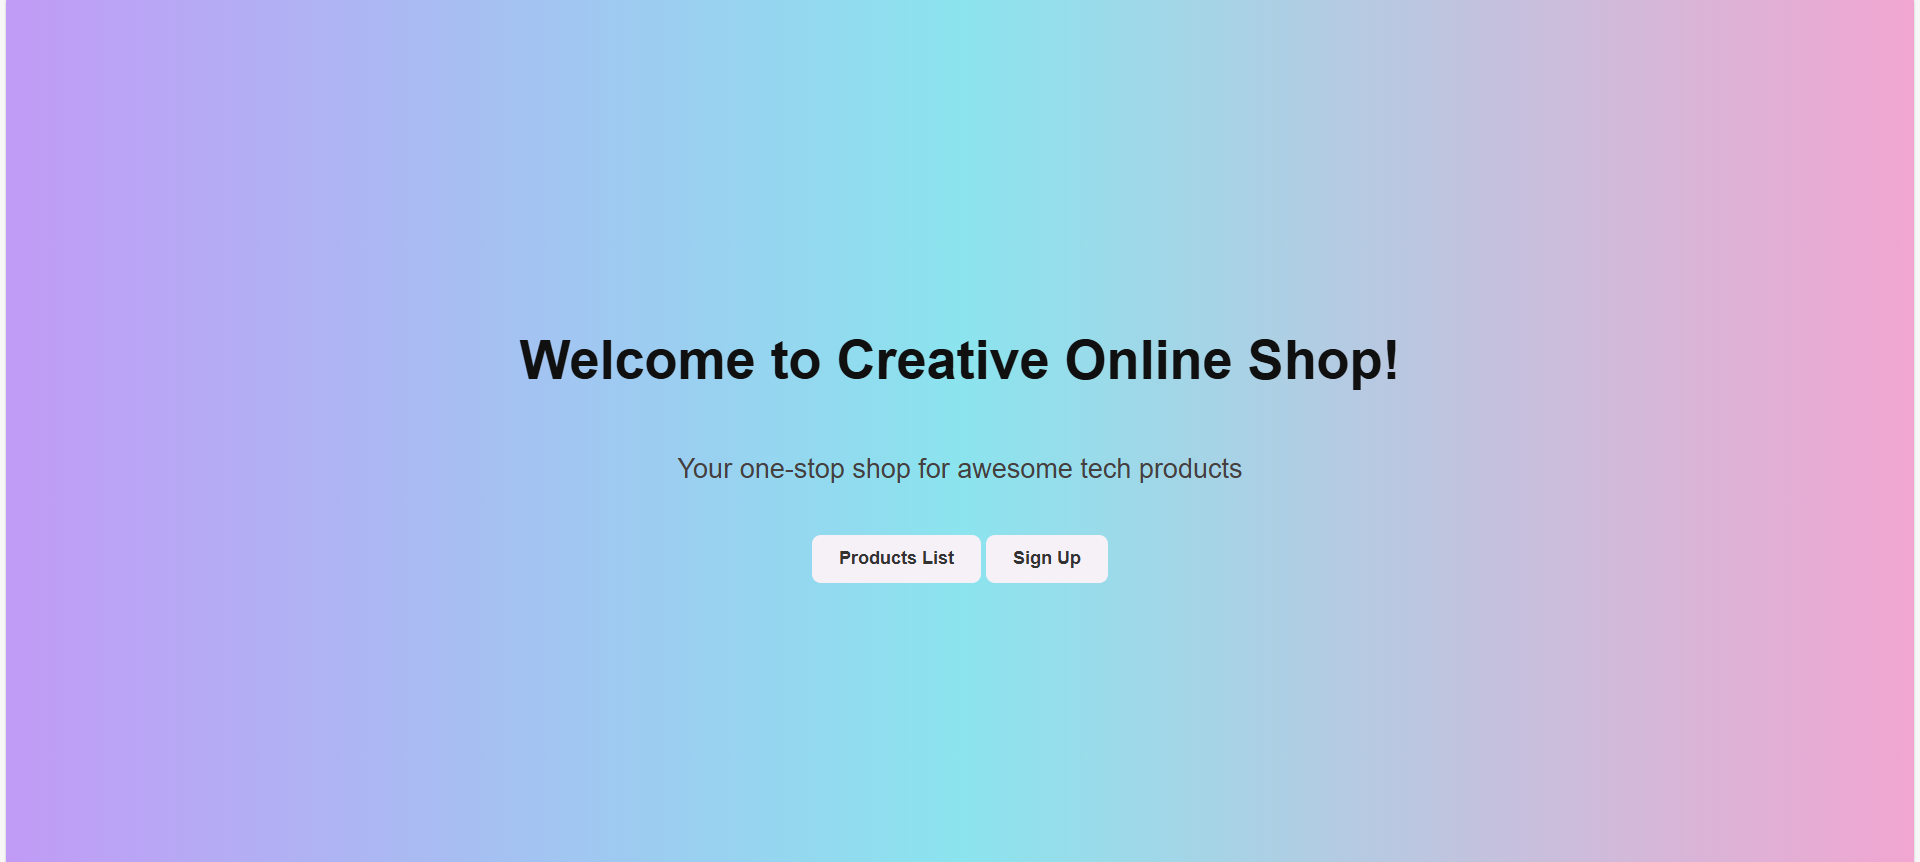 Welcome to Creative Online Shop!
Your one-stop shop for awesome tech products
Products List
Sign Up